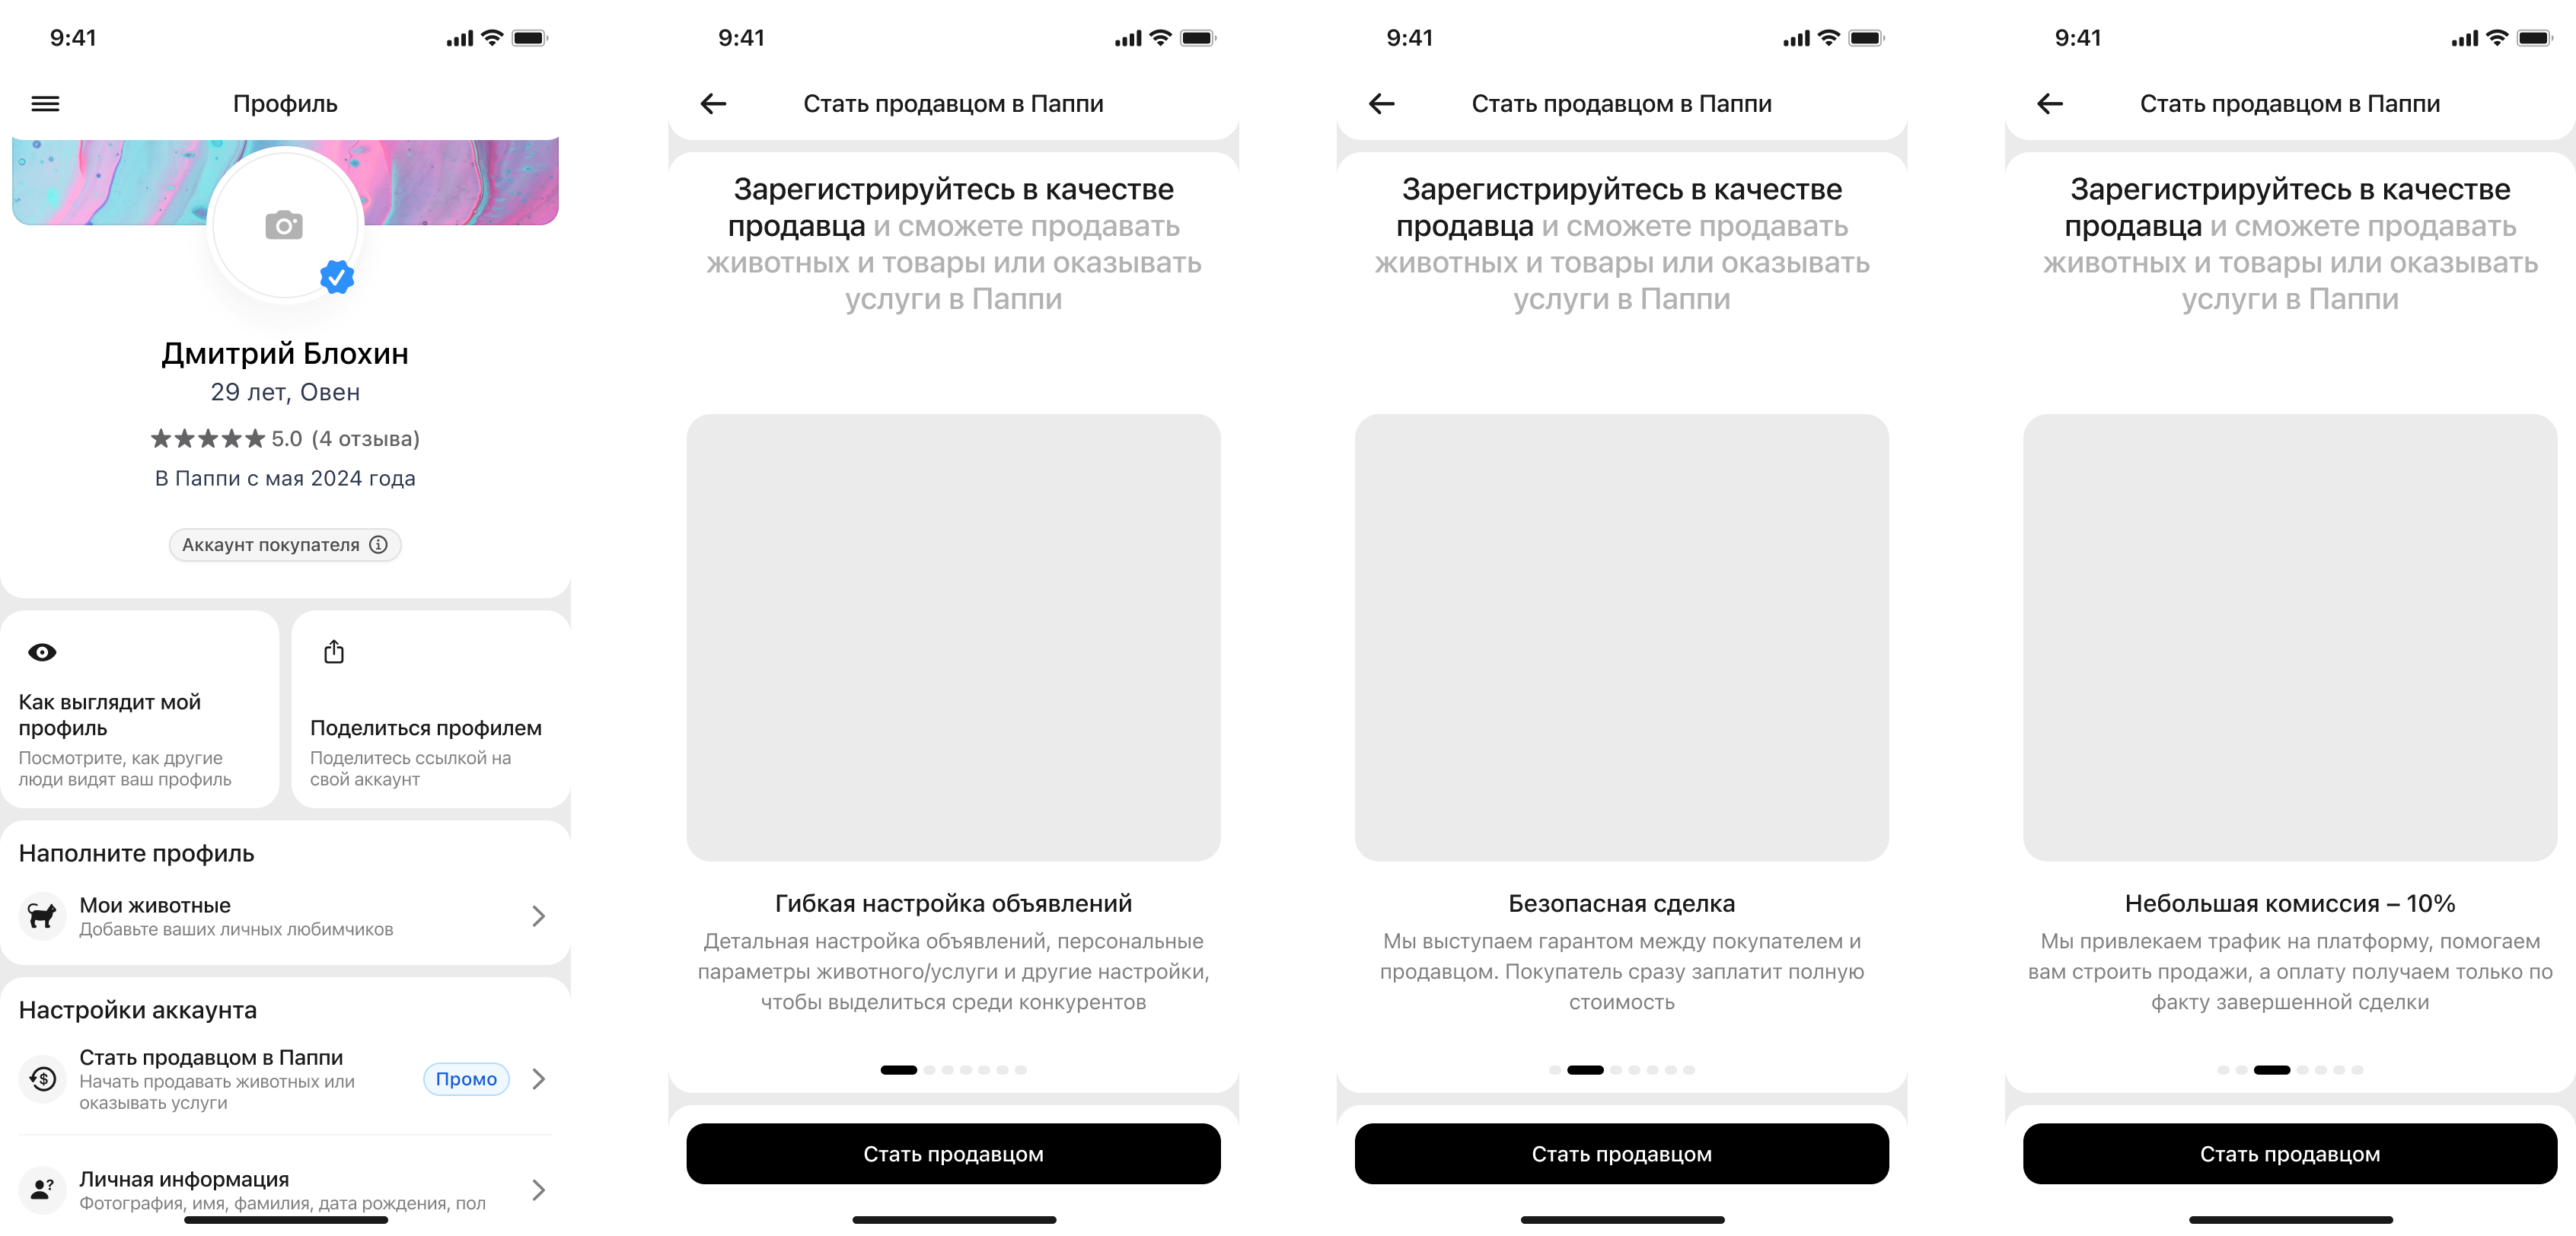 9:41
Профиль
Дмитрий Блохин
29 лет, Овен
5.0 (4 отзыва)
В Паппи с мая 2024 года
Аккаунт покупателя
Как выглядит мой
профиль
Посмотрите, как другие
люди видят ваш профиль
Поделиться профилем
Поделитесь ссылкой на
свой аккаунт
Наполните профиль
Мои животные
Добавьте ваших личных любимчиков
Настройки аккаунта
Стать продавцом в Паппи
Начать продавать животных или
оказывать услуги
Промо
Личная информация
Фотография, имя, фамилия, дата рождения, пол
9:41
Стать продавцом в Паппи
Зарегистрируйтесь в качестве
продавца и сможете продавать
животных и товары или оказывать
услуги в Паппи
Гибкая настройка объявлений
Детальная настройка объявлений, персональные
параметры животного/услуги и другие настройки,
чтобы выделиться среди конкурентов
Стать продавцом
9:41
Стать продавцом в Паппи
Зарегистрируйтесь в качестве
продавца и сможете продавать
животных и товары или оказывать
услуги в Паппи
Безопасная сделка
Мы выступаем гарантом между покупателем и
продавцом. Покупатель сразу заплатит полную
стоимость
Стать продавцом
9:41
Стать продавцом в Паппи
Зарегистрируйтесь в качестве
продавца и сможете продавать
животных и товары или оказывать
услуги в Паппи
Небольшая комиссия – 10%
Мы привлекаем трафик на платформу, помогаем
вам строить продажи, а оплату получаем только по
факту завершенной сделки
Стать продавцом